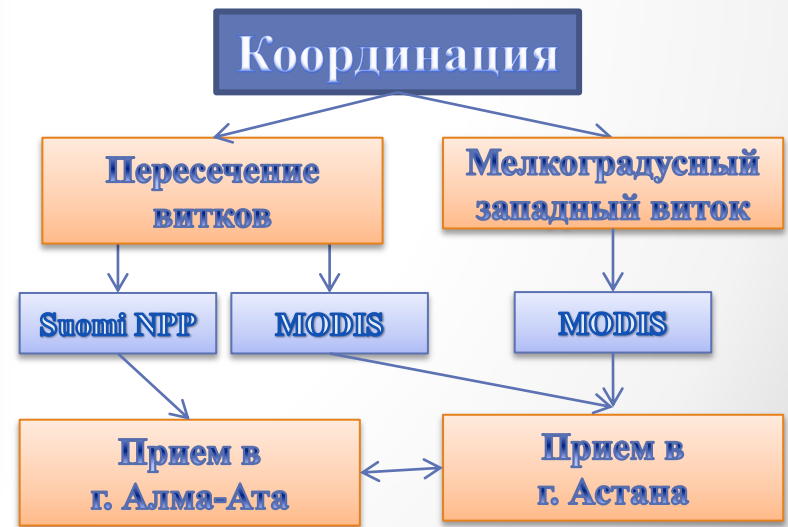 Координация
Пересечение
витков
Мелкоградусный
западный виток
Suomi NPP
MODIS
MODIS
Прием в
г. Алма-Ата
Прием в
г. Астана